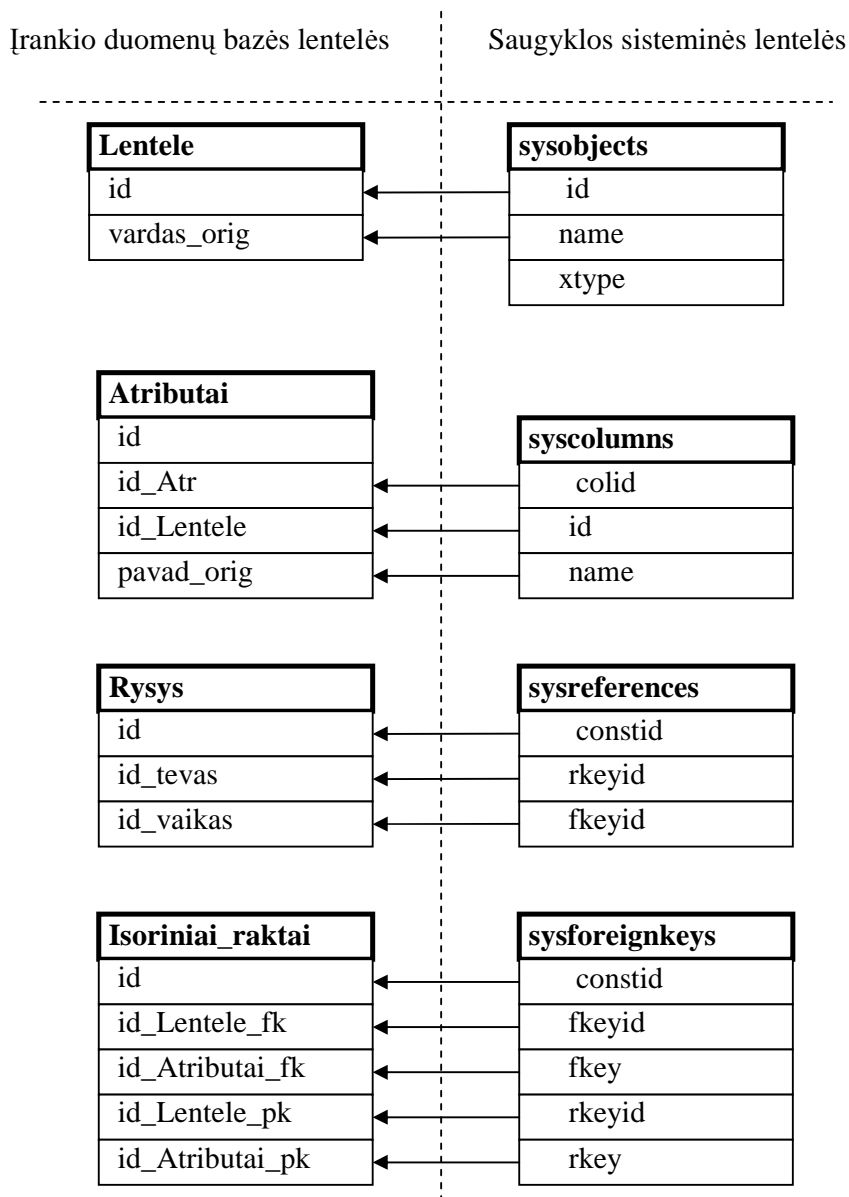 Įrankio duomenų bazės lentelės
Saugyklos sisteminės lentelės
Lentele
id
vardas_orig
sysobjects
id
name
xtype
Atributai
id
id_Atr
id_Lentele
pavad_orig
syscolumns
colid
id
name
Rysys
id
id_tevas
id_vaikas
sysreferences
constid
rkeyid
fkeyid
Isoriniai_raktai
id
id_Lentele_fk
id_Atributai_fk
id_Lentele_pk
id_Atributai_pk
sysforeignkeys
constid
fkeyid
fkey
rkeyid
rkey